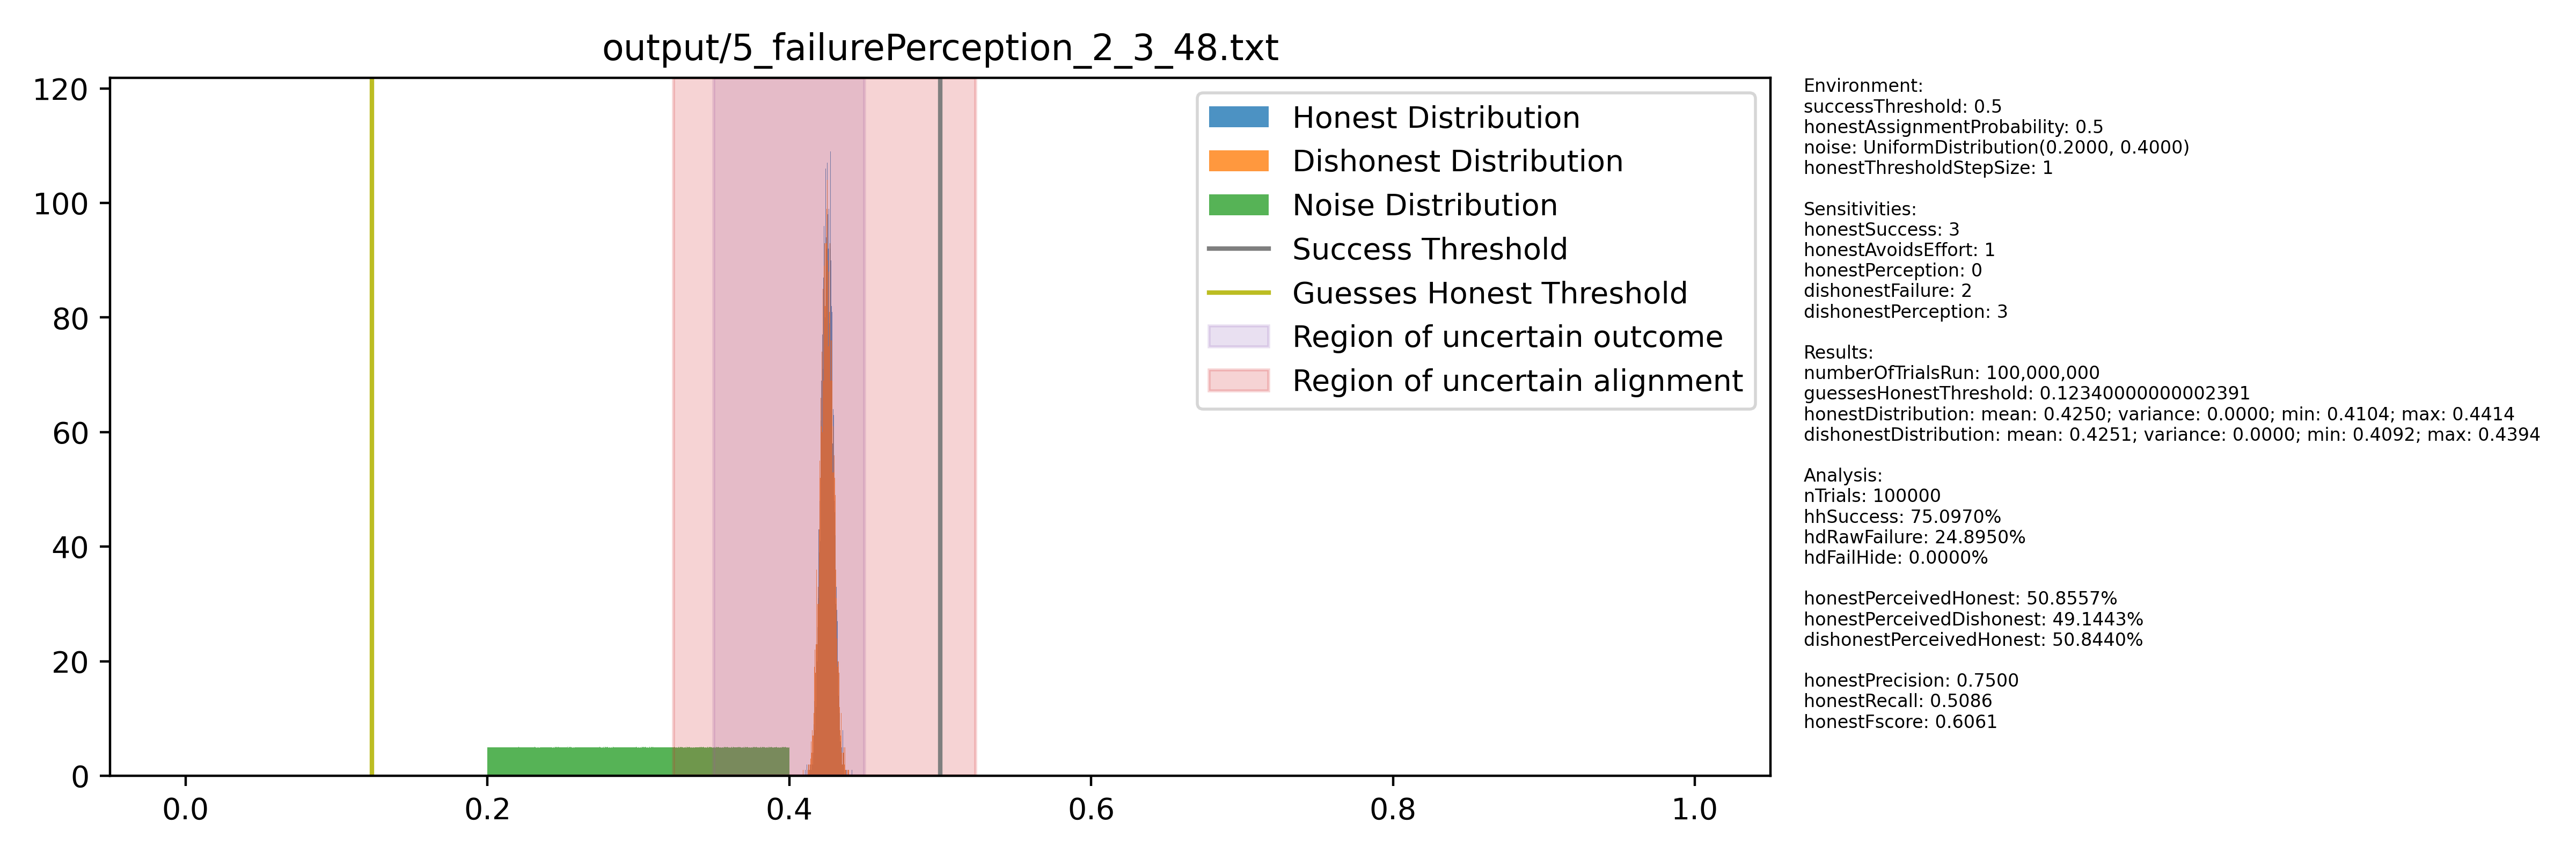 output/5_failurePerception_2_3_48.txt
120
100
80
60
40
20
0
0.0
0.2
0.4
0.6
0.8
1.0
Honest Distribution
Dishonest Distribution
Noise Distribution
Success Threshold
Guesses Honest Threshold
Region of uncertain outcome
Region of uncertain alignment
Environment:
successThreshold: 0.5
honestAssignmentProbability: 0.5
noise: UniformDistribution(0.2000, 0.4000)
honestThresholdStepSize: 1
Sensitivities:
honestSuccess: 3
honestAvoidsEffort: 1
honestPerception: 0
dishonestFailure: 2
dishonestPerception: 3
Results:
numberOfTrialsRun: 100,000,000
guessesHonestThreshold: 0.12340000000002391
honestDistribution: mean: 0.4250; variance: 0.0000; min: 0.4104; max: 0.4414
dishonestDistribution: mean: 0.4251; variance: 0.0000; min: 0.4092; max: 0.4394
Analysis:
nTrials: 100000
hhSuccess: 75.0970%
hdRawFailure: 24.8950%
hdFailHide: 0.0000%
honestPerceivedHonest: 50.8557%
honestPerceivedDishonest: 49.1443%
dishonestPerceivedHonest: 50.8440%
honestPrecision: 0.7500
honestRecall: 0.5086
honestFscore: 0.6061